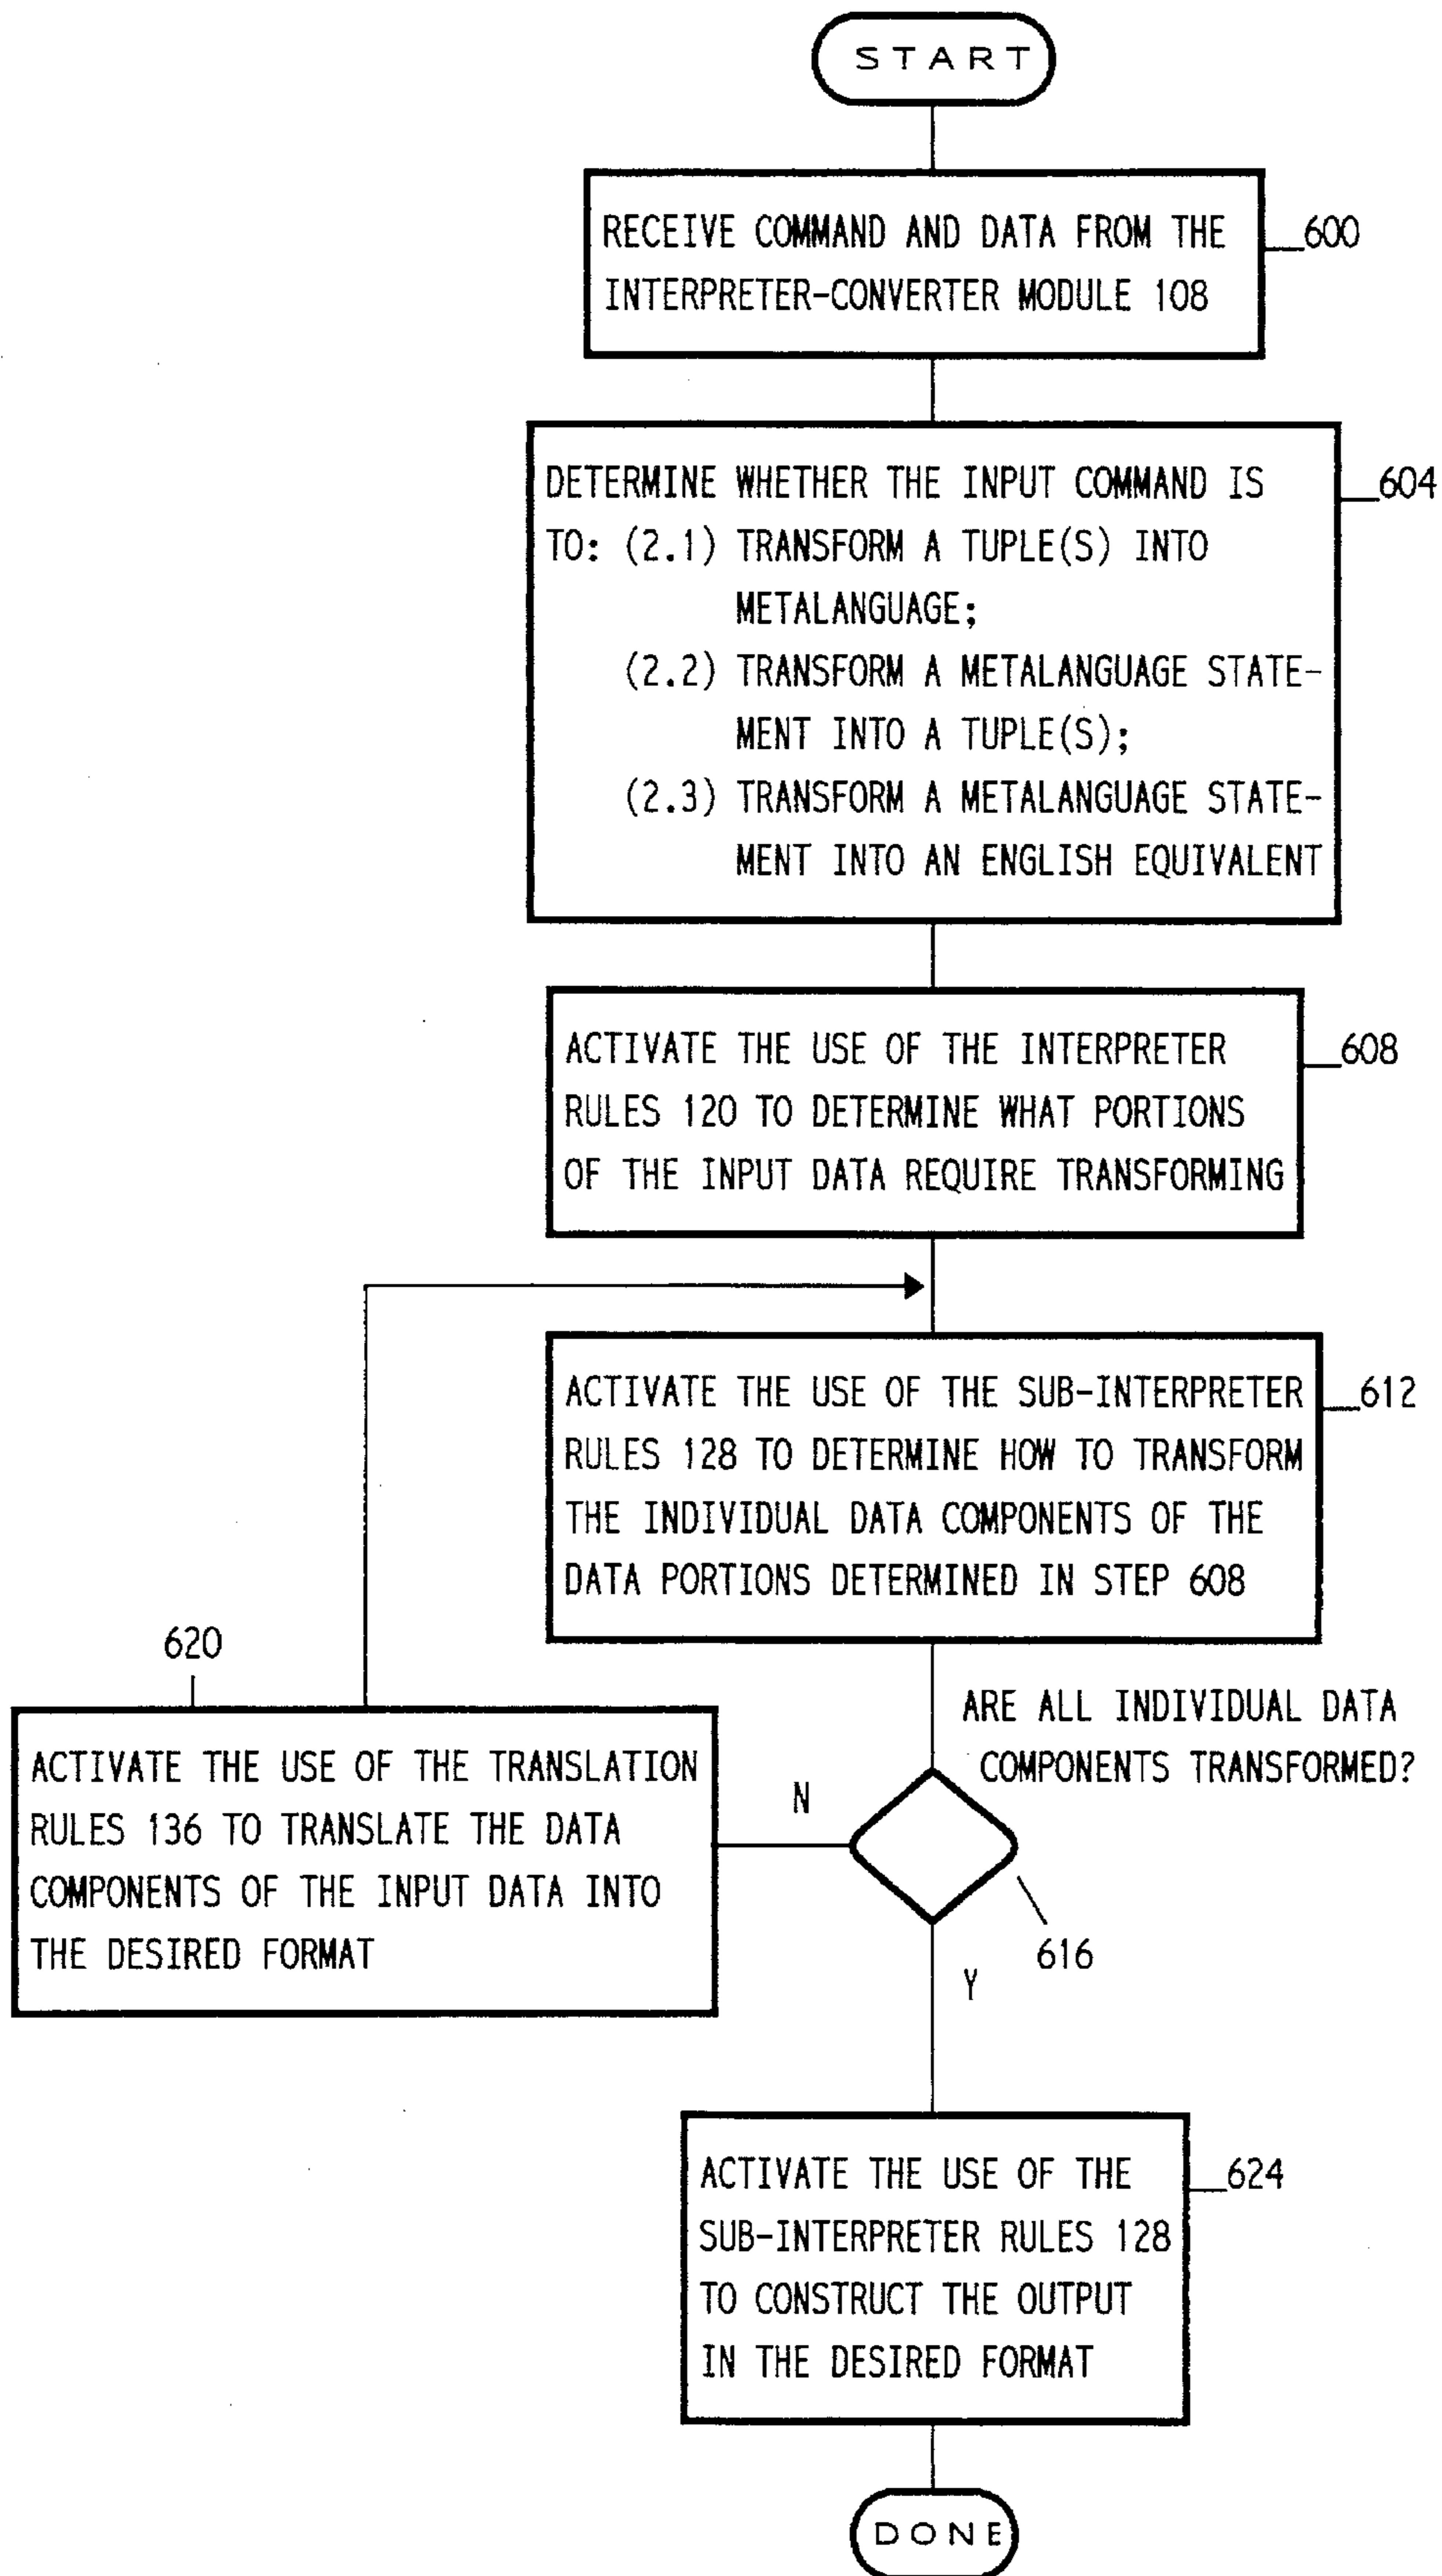 START
RECEIVE COMMAND AND DATA FROM THE
INTERPRETER-CONVERTER MODULE 108
600
DETERMINE WHETHER THE INPUT COMMAND IS
TO: (2.1) TRANSFORM A TUPLE(S) INTO
METALANGUAGE;
(2.2) TRANSFORM A METALANGUAGE STATE-
MENT INTO A TUPLE(S);
(2.3) TRANSFORM A METALANGUAGE STATE-
MENT INTO AN ENGLISH EQUIVALENT
604
ACTIVATE THE USE OF THE INTERPRETER
RULES 120 TO DETERMINE WHAT PORTIONS
OF THE INPUT DATA REQUIRE TRANSFORMING
608
ACTIVATE THE USE OF THE SUB-INTERPRETER
RULES 128 TO DETERMINE HOW TO TRANSFORM
THE INDIVIDUAL DATA COMPONENTS OF THE
DATA PORTIONS DETERMINED IN STEP 608
612
ARE ALL INDIVIDUAL DATA
COMPONENTS TRANSFORMED?
616
N
620
ACTIVATE THE USE OF THE TRANSLATION
RULES 136 TO TRANSLATE THE DATA
COMPONENTS OF THE INPUT DATA INTO
THE DESIRED FORMAT
Y
ACTIVATE THE USE OF THE
SUB-INTERPRETER RULES 128
TO CONSTRUCT THE OUTPUT
IN THE DESIRED FORMAT
624
DONE